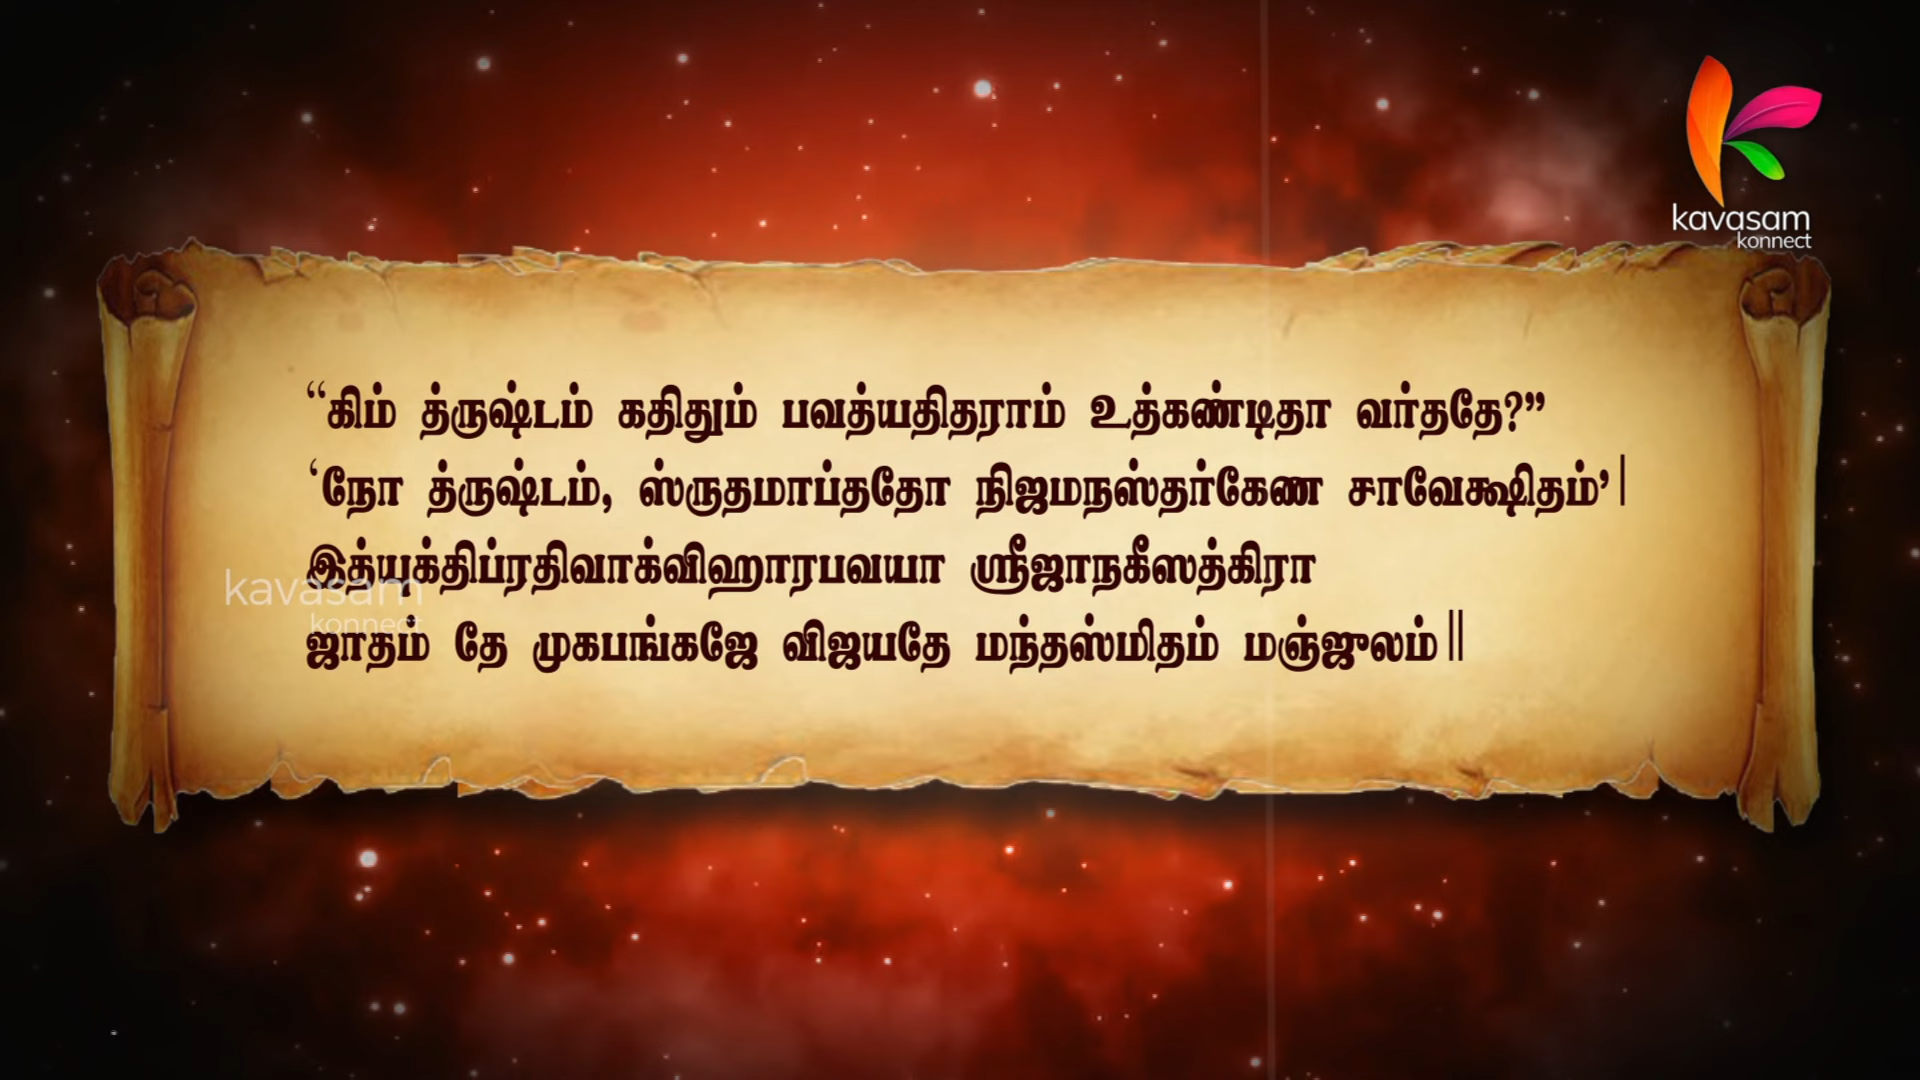 kavasam
konnect
“கிம் த்ருஷ்டம் கதிதும் பவத்யதிதராம் உத்கண்டிதா வர்ததே?”
‘நோ த்ருஷ்டம், ஸ்ருதமாப்ததோ நிஜமநஸ்தர்கேண சாவேக்ஷிதம்’|
இத்யுக்திப்ரதிவாக்விஹாரபவயா ஸ்ரீஜாநகீஸத்கிரா
kavasam
konnect
ஜாதம் தே முகபங்கஜே விஜயதே மந்தஸ்மிதம் மஞ்ஜுலம்||